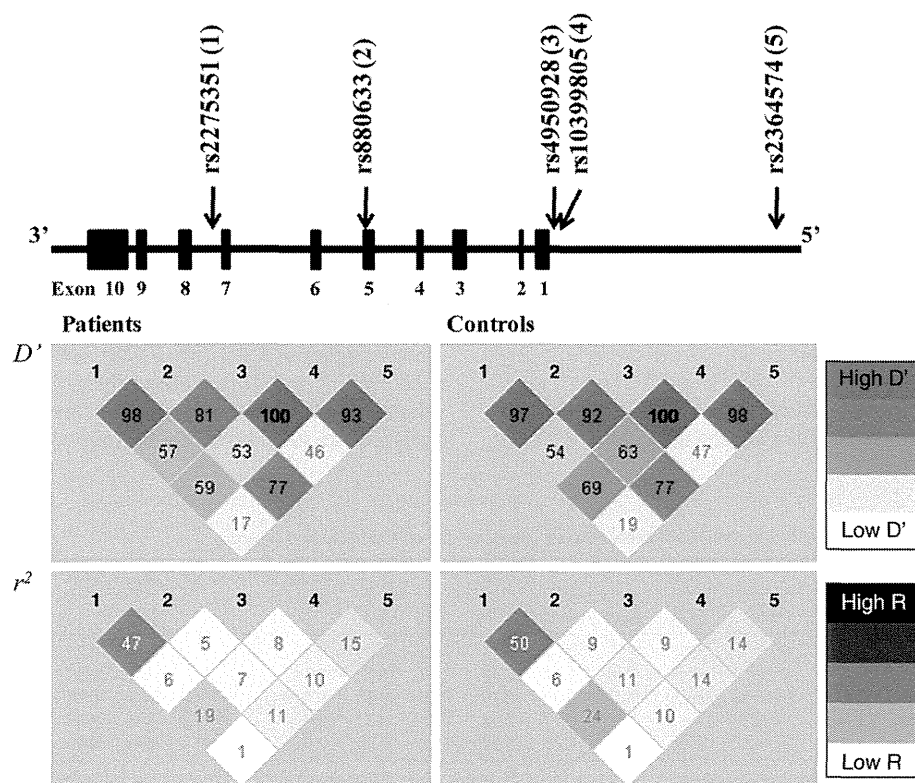 rs2275351 (1)
rs880633 (2)
rs4950928 (3)
rs10399805 (4)
rs2364574 (5)
3’
5’
Exon 10 9 8 7 6 5 4 3 2 1
Patients
Controls
D’
1 2 3 4 5
98 81 100 93
57 53 46
59 77
17
1 2 3 4 5
97 92 100 98
54 63 47
69 77
19
High D’
Low D’
r²
1 2 3 4 5
47 5 8 15
6 7 10
19 11
1
1 2 3 4 5
50 9 9 14
6 11 14
24 10
1
High R
Low R